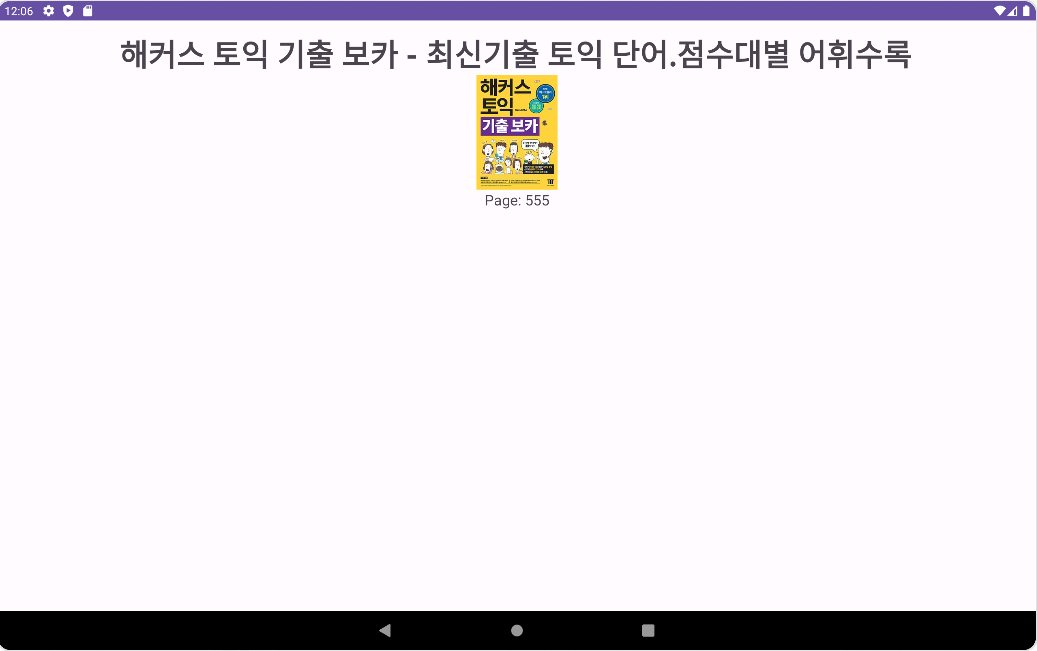 12:06
해커스 토익 기출 보카 - 최신기출 토익 단어.점수대별 어휘수록
해커스
토익
기출 보카
Page: 555